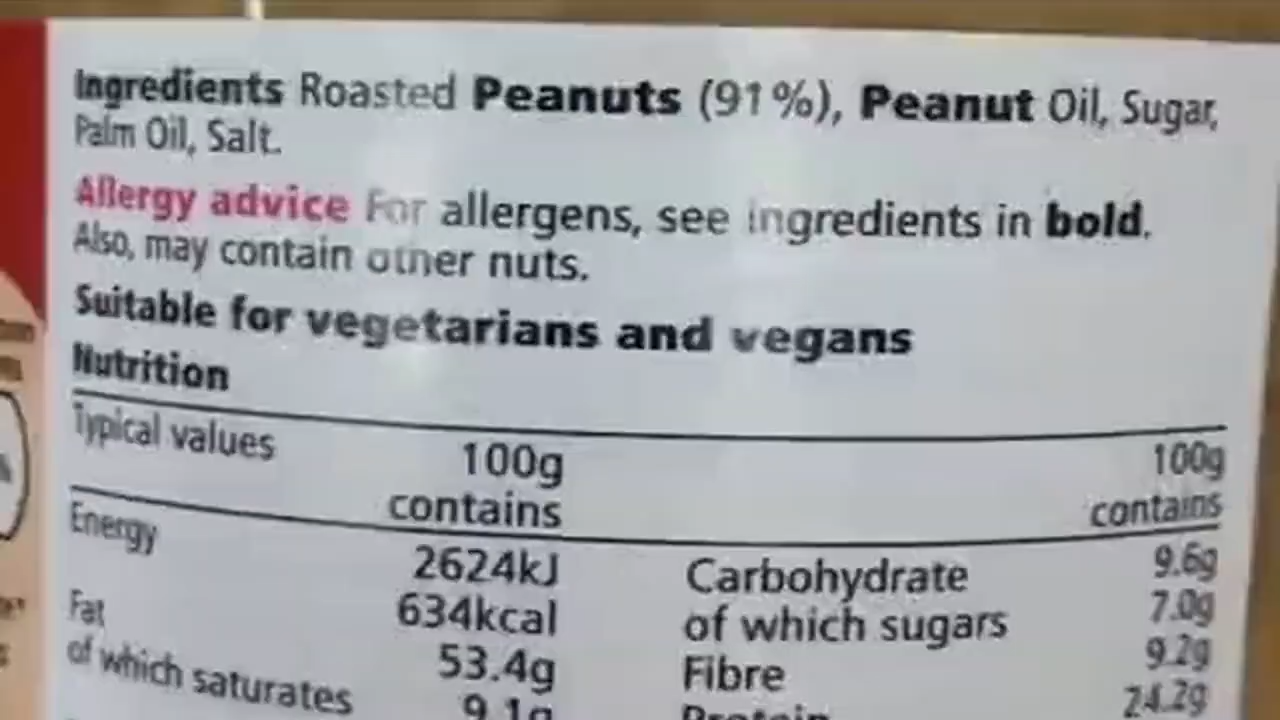 Ingredients Roasted Peanuts (91%), Peanut Oil, Sugar,
Palm Oil, Salt.
Allergy advice For allergens, see ingredients in bold.
Also, may contain other nuts.
Suitable for vegetarians and vegans
Nutrition
Typical values 100g contains 100g contains
Energy 2624kJ Carbohydrate 9.6g
634kcal of which sugars 7.0g
Fat 53.4g Fibre 9.2g
of which saturates 9.1g Protein 24.2g